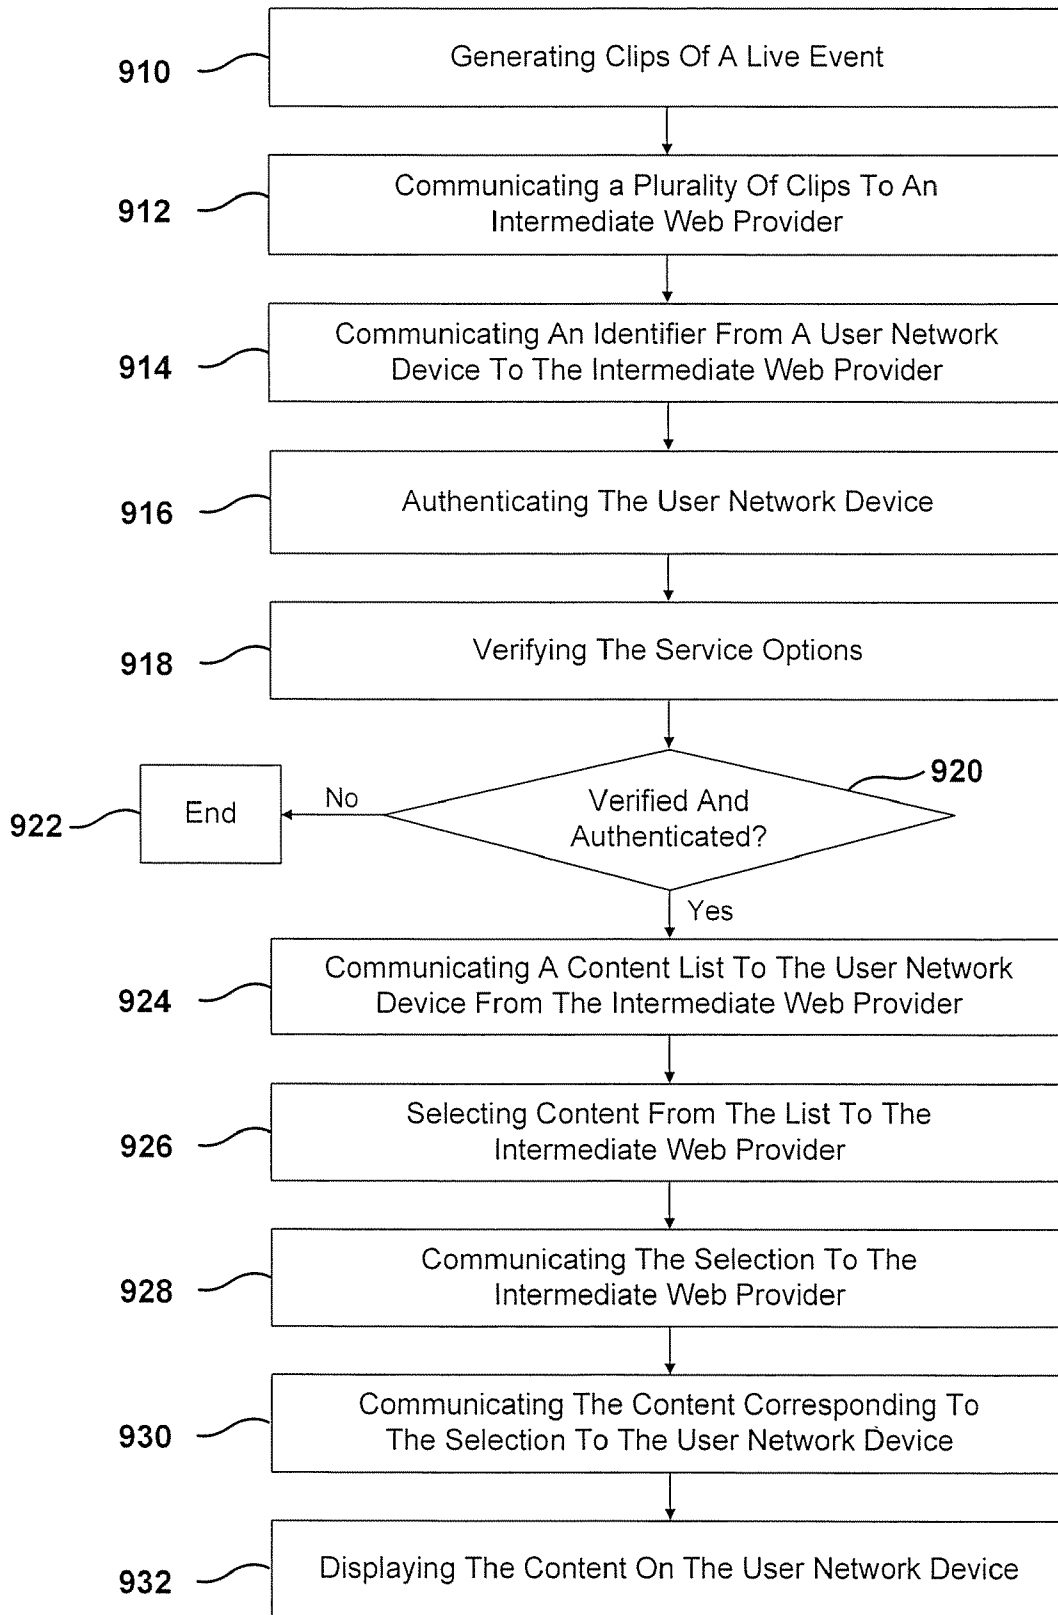 910
Generating Clips Of A Live Event
912
Communicating a Plurality Of Clips To An
Intermediate Web Provider
914
Communicating An Identifier From A User Network
Device To The Intermediate Web Provider
916
Authenticating The User Network Device
918
Verifying The Service Options
920
Verified And
Authenticated?
No
End
922
Yes
924
Communicating A Content List To The User Network
Device From The Intermediate Web Provider
926
Selecting Content From The List To The
Intermediate Web Provider
928
Communicating The Selection To The
Intermediate Web Provider
930
Communicating The Content Corresponding To
The Selection To The User Network Device
932
Displaying The Content On The User Network Device